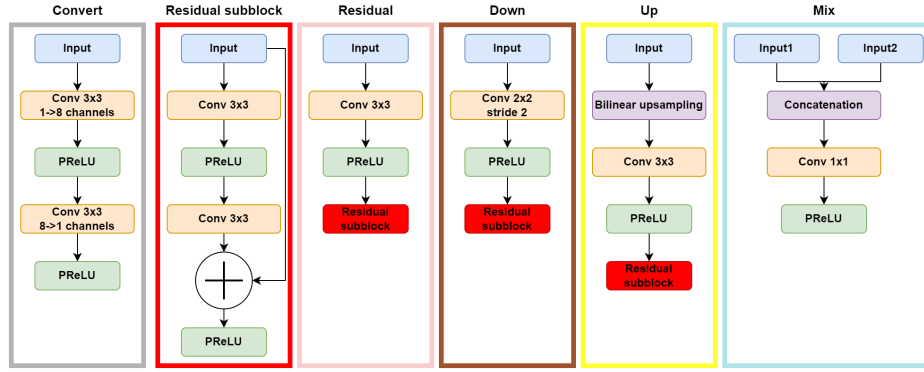 Convert
Input
Conv 3x3
1->8 channels
PReLU
Conv 3x3
8->1 channels
PReLU
Residual subblock
Input
Conv 3x3
PReLU
Conv 3x3
PReLU
Residual
Input
Conv 3x3
PReLU
Residual
subblock
Down
Input
Conv 2x2
stride 2
PReLU
Residual
subblock
Up
Input
Bilinear upsampling
Conv 3x3
PReLU
Residual
subblock
Mix
Input1
Input2
Concatenation
Conv 1x1
PReLU